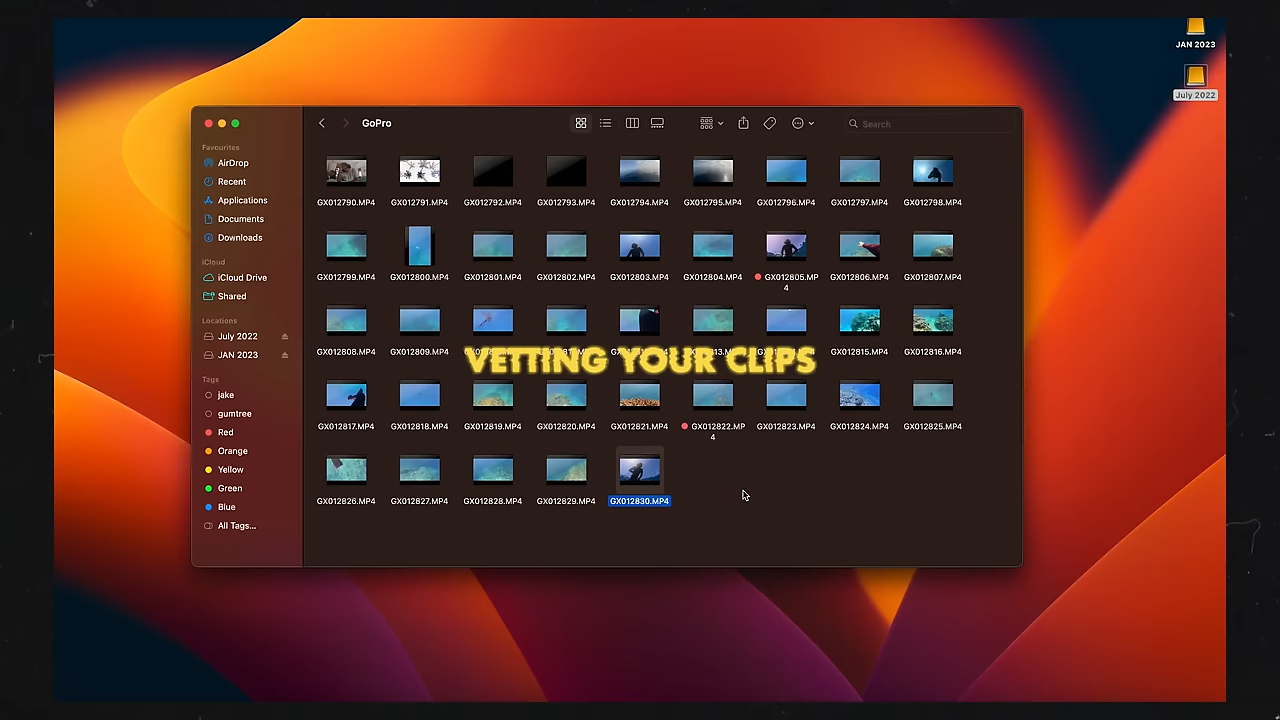 JAN 2023
July 2022
GoPro
Search
Favourites
AirDrop
Recent
Applications
Documents
Downloads
iCloud
iCloud Drive
Shared
Locations
July 2022
JAN 2023
Tags
jake
gumtree
Red
Orange
Yellow
Green
Blue
All Tags...
GX012790.MP4 GX012791.MP4 GX012792.MP4 GX012793.MP4 GX012794.MP4 GX012795.MP4 GX012796.MP4 GX012797.MP4 GX012798.MP4
GX012799.MP4 GX012800.MP4 GX012801.MP4 GX012802.MP4 GX012803.MP4 GX012804.MP4 GX012805.MP GX012806.MP4 GX012807.MP4
4
GX012808.MP4 GX012809.MP4 GX012815.MP4 GX012816.MP4
VETTING YOUR CLIPS
GX012817.MP4 GX012818.MP4 GX012819.MP4 GX012820.MP4 GX012821.MP4 GX012822.MP GX012823.MP4 GX012824.MP4 GX012825.MP4
4
GX012826.MP4 GX012827.MP4 GX012828.MP4 GX012829.MP4 GX012830.MP4